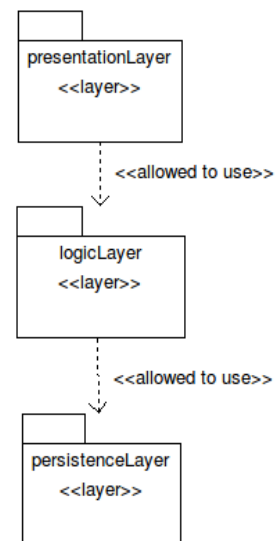 presentationLayer
<<layer>>
<<allowed to use>>
logicLayer
<<layer>>
<<allowed to use>>
persistenceLayer
<<layer>>